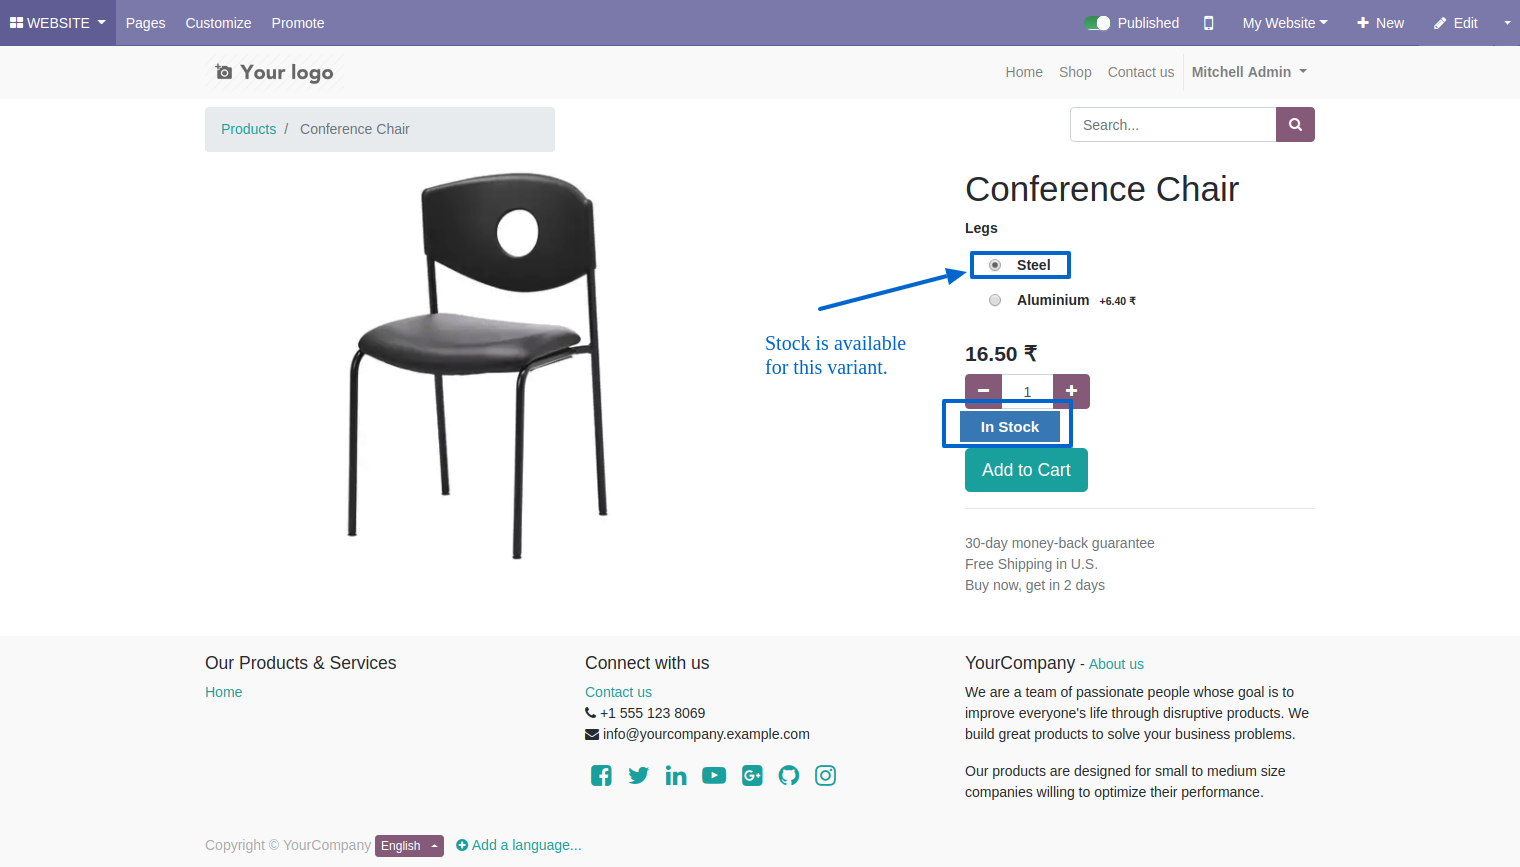 WEBSITE Pages Customize Promote Published My Website New Edit
Your logo Home Shop Contact us Mitchell Admin
Products / Conference Chair Search...
Conference Chair
Legs
Steel
Aluminium +6.40 ₹
Stock is available
for this variant.
16.50 ₹
1
In Stock
Add to Cart
30-day money-back guarantee
Free Shipping in U.S.
Buy now, get in 2 days
Our Products & Services
Home
Connect with us
Contact us
+1 555 123 8069
info@yourcompany.example.com
YourCompany - About us
We are a team of passionate people whose goal is to
improve everyone's life through disruptive products. We
build great products to solve your business problems.
Our products are designed for small to medium size
companies willing to optimize their performance.
Copyright © YourCompany English Add a language...